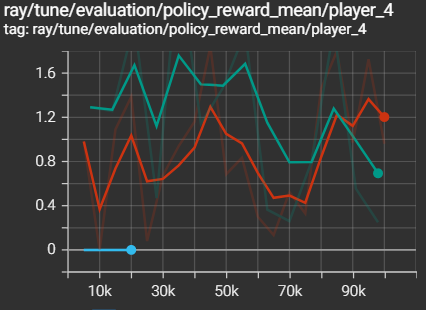 ray/tune/evaluation/policy_reward_mean/player_4
tag: ray/tune/evaluation/policy_reward_mean/player_4
1.6
1.2
0.8
0.4
0
10k 30k 50k 70k 90k